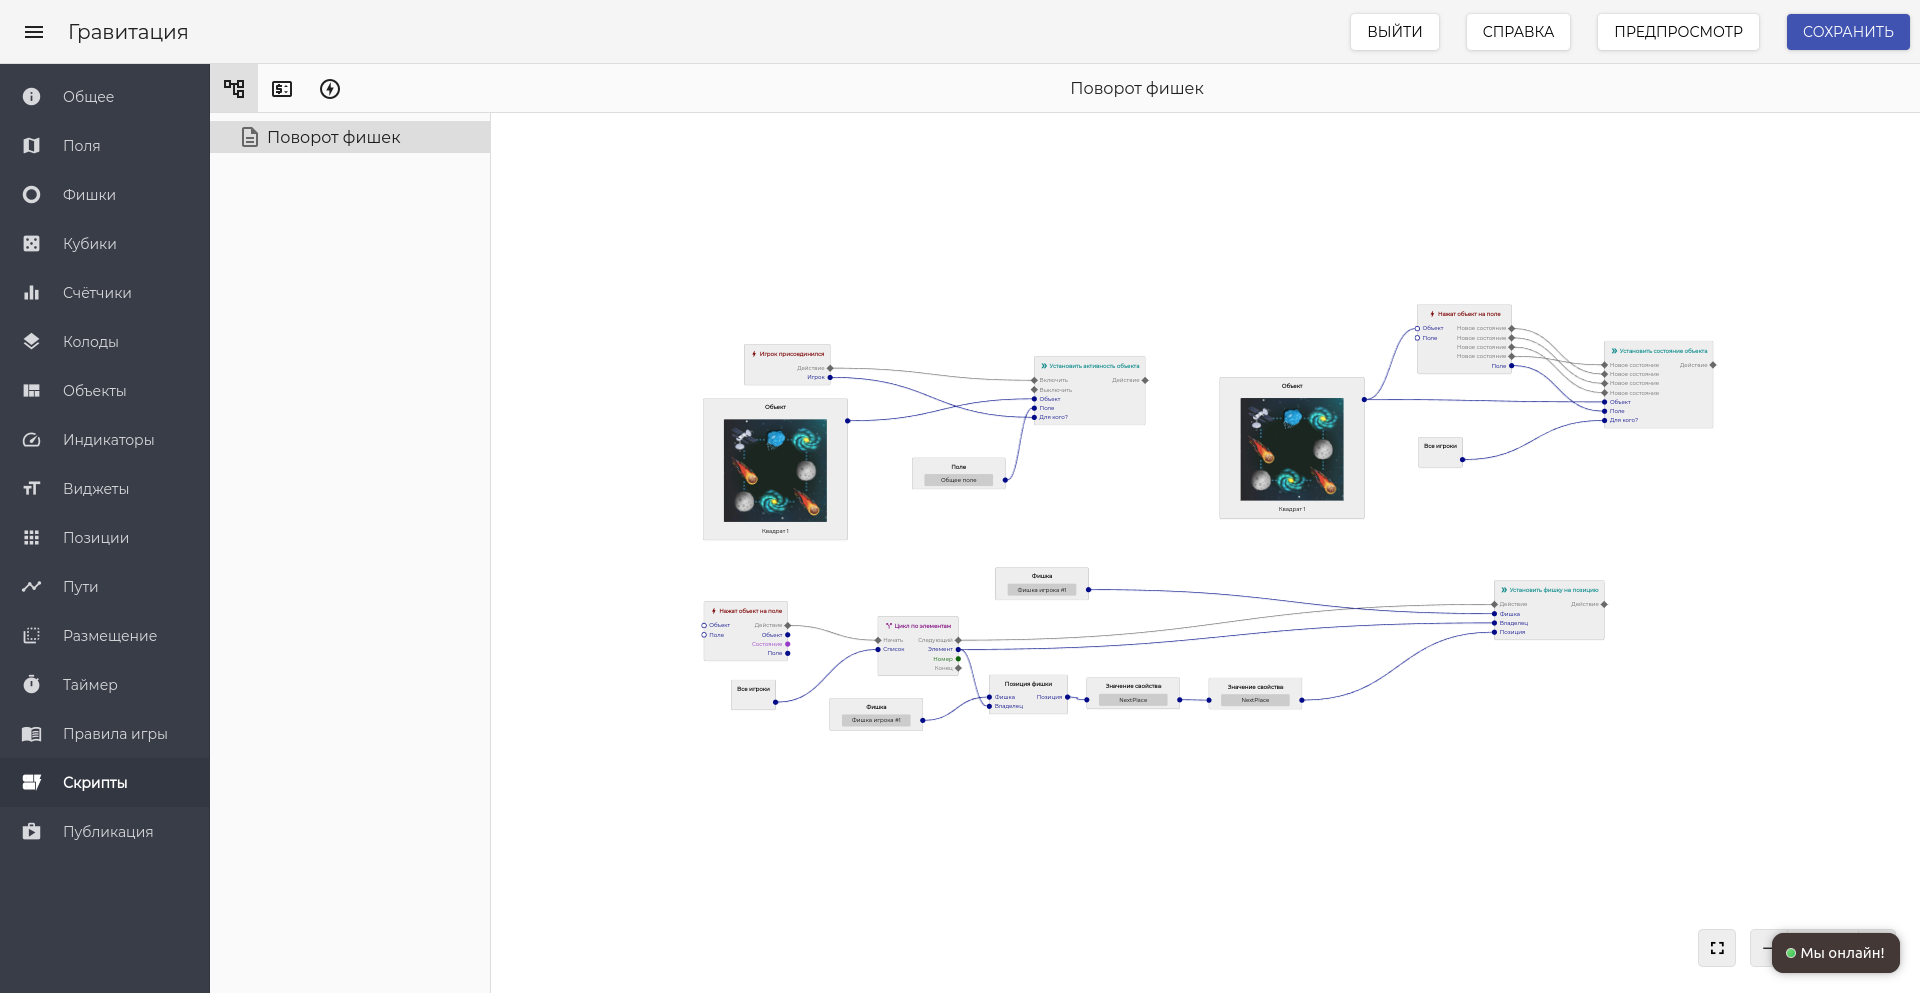 Гравитация
ВЫЙТИ
СПРАВКА
ПРЕДПРОСМОТР
СОХРАНИТЬ
Общее
Поля
Фишки
Кубики
Счётчики
Колоды
Объекты
Индикаторы
Виджеты
Позиции
Пути
Размещение
Таймер
Правила игры
Скрипты
Публикация
Поворот фишек
Поворот фишек
Игрок присоединился
Действие
Игрок
Объект
Квадрат 1
Поле
Общее поле
Установить активность объекта
Включить
Действие
Выключить
Объект
Поле
Для кого?
Объект
Квадрат 1
Нажат объект на поле
Объект
Новое состояние
Поле
Новое состояние
Новое состояние
Новое состояние
Поле
Все игроки
Установить состояние объекта
Новое состояние
Действие
Новое состояние
Новое состояние
Новое состояние
Объект
Поле
Для кого?
Фишка
Фишка игрока #1
Нажат объект на поле
Объект
Действие
Поле
Объект
Состояние
Поле
Все игроки
Цикл по элементам
Начать
Следующий
Список
Элемент
Номер
Конец
Фишка
Фишка игрока #1
Позиция фишки
Фишка
Позиция
Владелец
Значение свойства
NextPlace
Значение свойства
NextPlace
Установить фишку на позицию
Действие
Действие
Фишка
Владелец
Позиция
Мы онлайн!